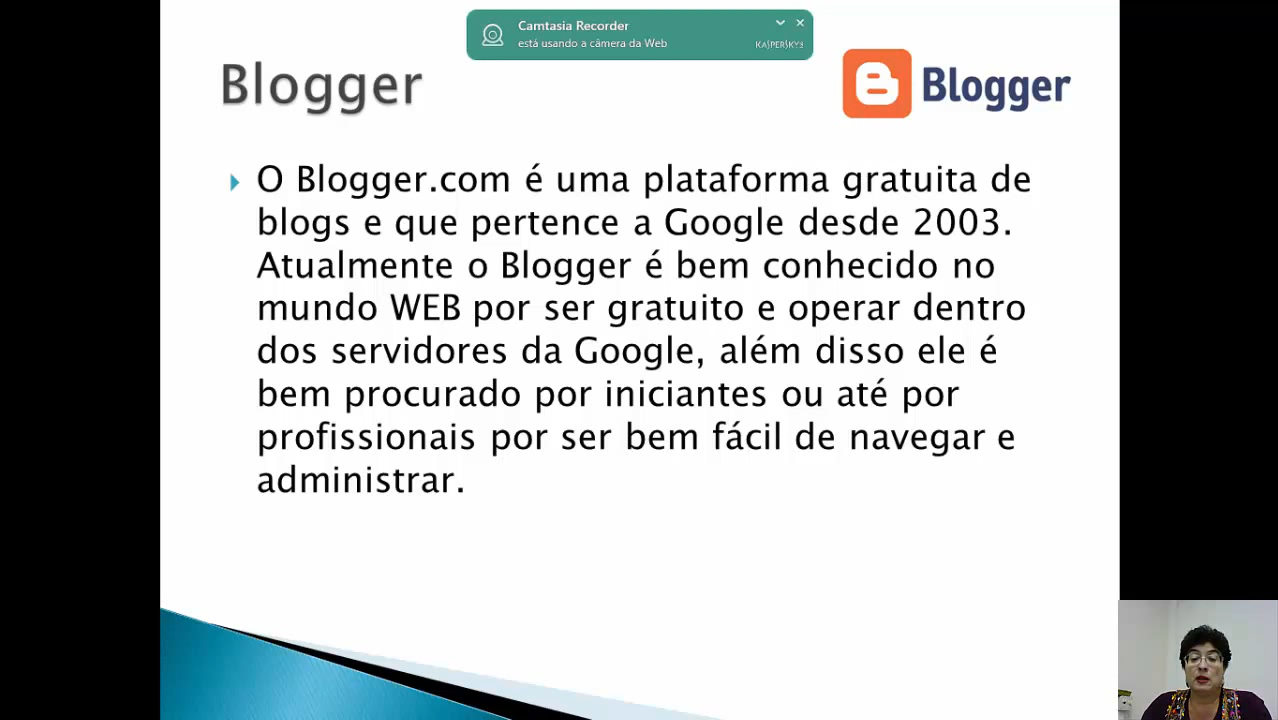 Camtasia Recorder
está usando a câmera da Web
KASPERSKY
Blogger
Blogger
O Blogger.com é uma plataforma gratuita de
blogs e que pertence a Google desde 2003.
Atualmente o Blogger é bem conhecido no
mundo WEB por ser gratuito e operar dentro
dos servidores da Google, além disso ele é
bem procurado por iniciantes ou até por
profissionais por ser bem fácil de navegar e
administrar.